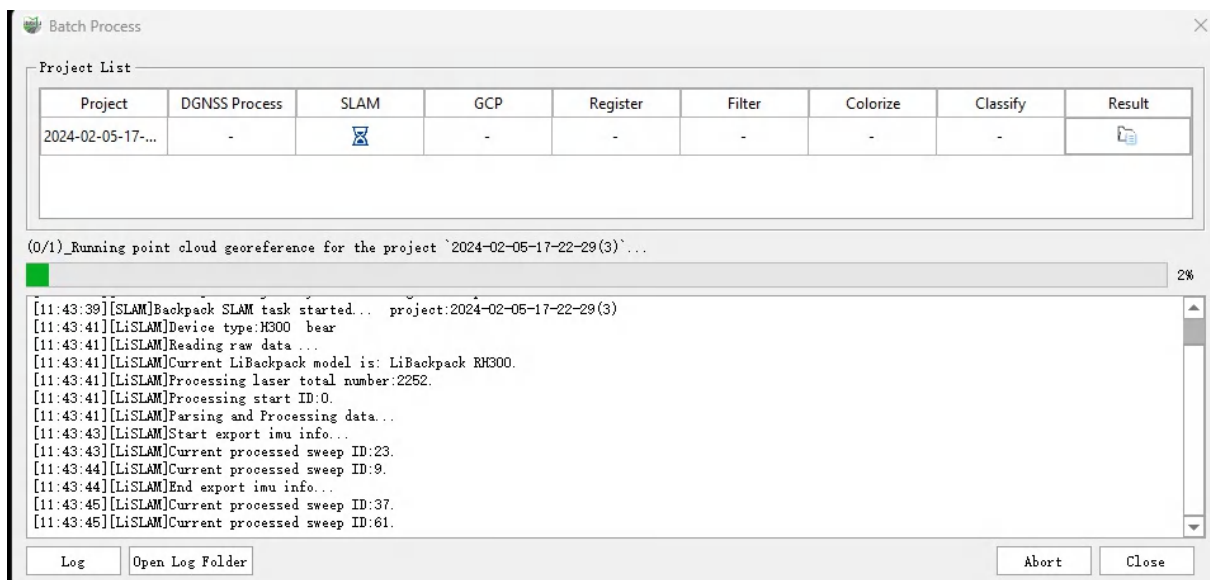 Batch Process
Project List
Project DGNSS Process SLAM GCP Register Filter Colorize Classify Result
2024-02-05-17-... - - - - - -
(0/1)_Running point cloud georeference for the project `2024-02-05-17-22-29(3)`...
2%
[11:43:39][SLAM]Backpack SLAM task started... project:2024-02-05-17-22-29(3)
[11:43:41][LiSLAM]Device type:H300 bear
[11:43:41][LiSLAM]Reading raw data ...
[11:43:41][LiSLAM]Current LiBackpack model is: LiBackpack RH300.
[11:43:41][LiSLAM]Processing laser total number:2252.
[11:43:41][LiSLAM]Processing start ID:0.
[11:43:41][LiSLAM]Parsing and Processing data...
[11:43:43][LiSLAM]Start export imu info...
[11:43:43][LiSLAM]Current processed sweep ID:23.
[11:43:44][LiSLAM]Current processed sweep ID:9.
[11:43:44][LiSLAM]End export imu info...
[11:43:45][LiSLAM]Current processed sweep ID:37.
[11:43:45][LiSLAM]Current processed sweep ID:61.
Log Open Log Folder Abort Close